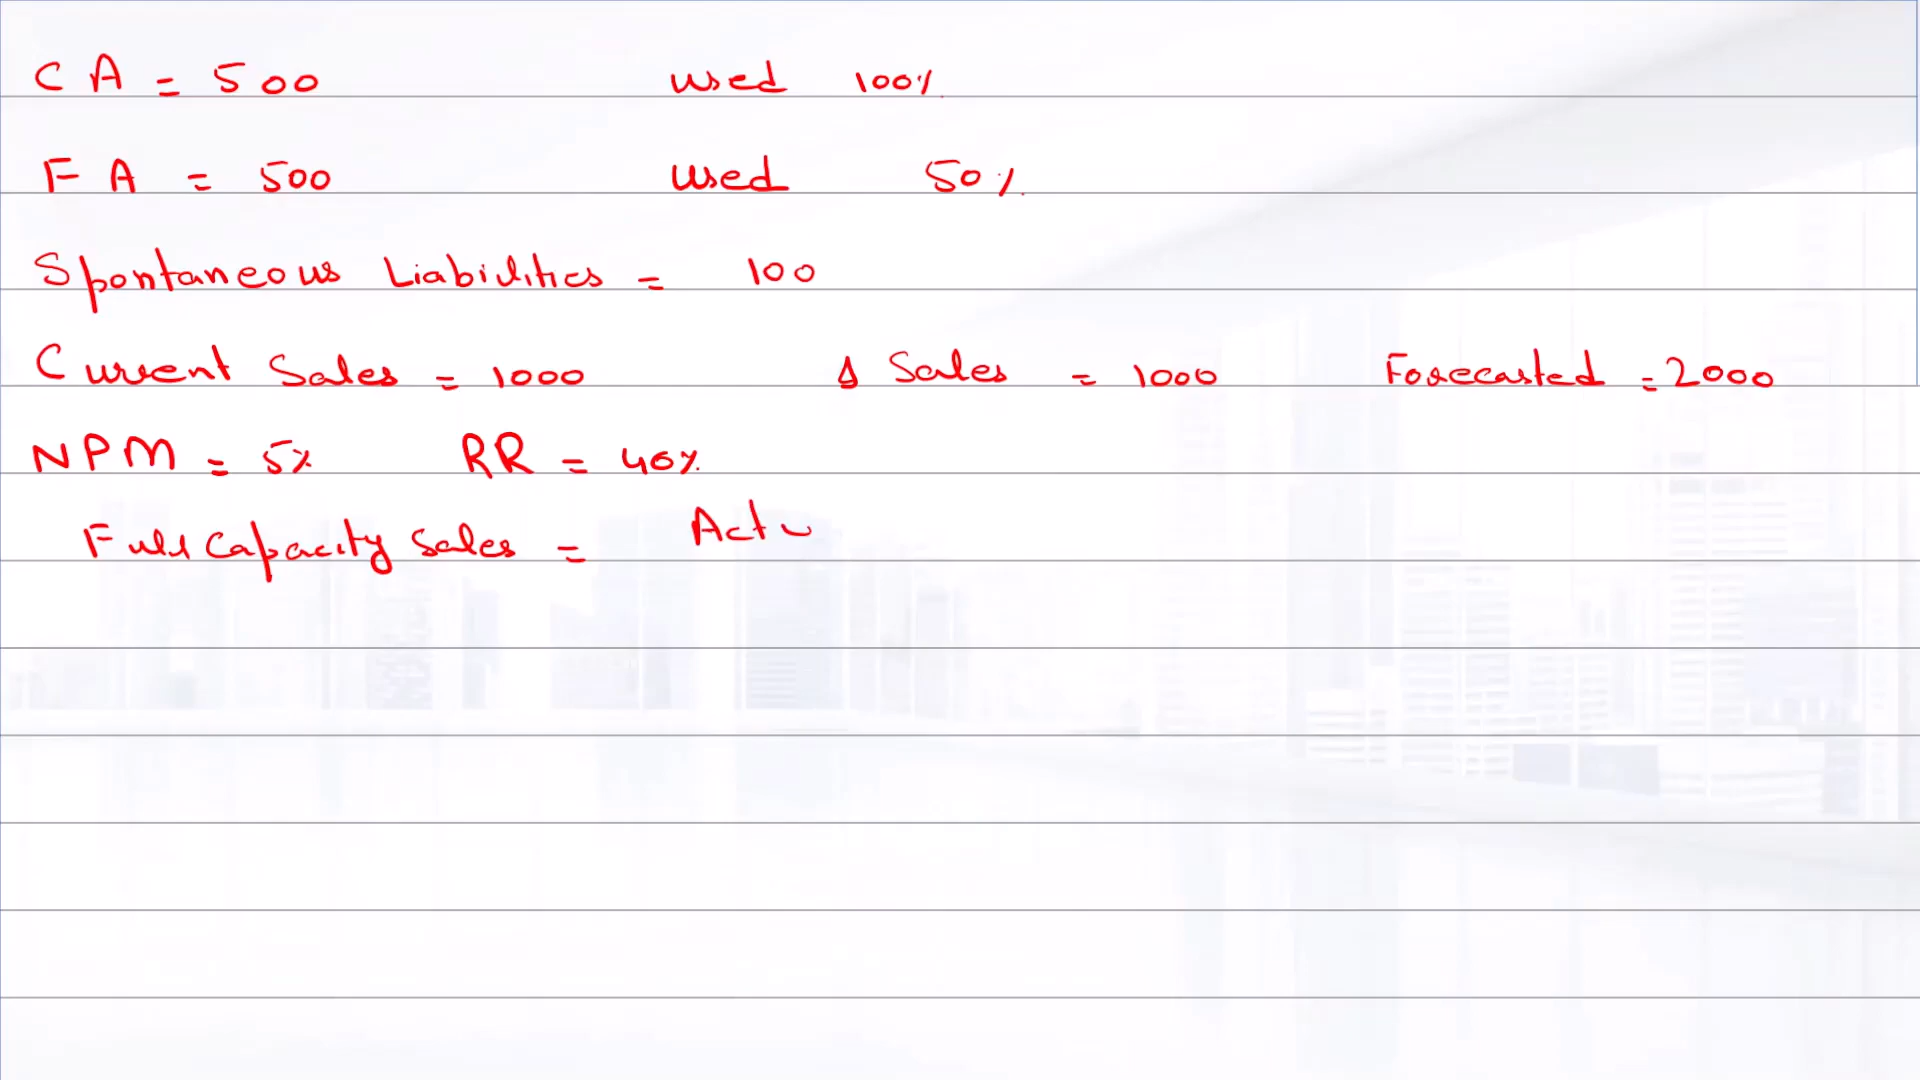 CA = 500 used 100%
FA = 500 used 50%
Spontaneous Liabilities = 100
Current Sales = 1000 Δ Sales = 1000 Forecasted = 2000
NPM = 5% RR = 40%
Full Capacity Sales = Actu